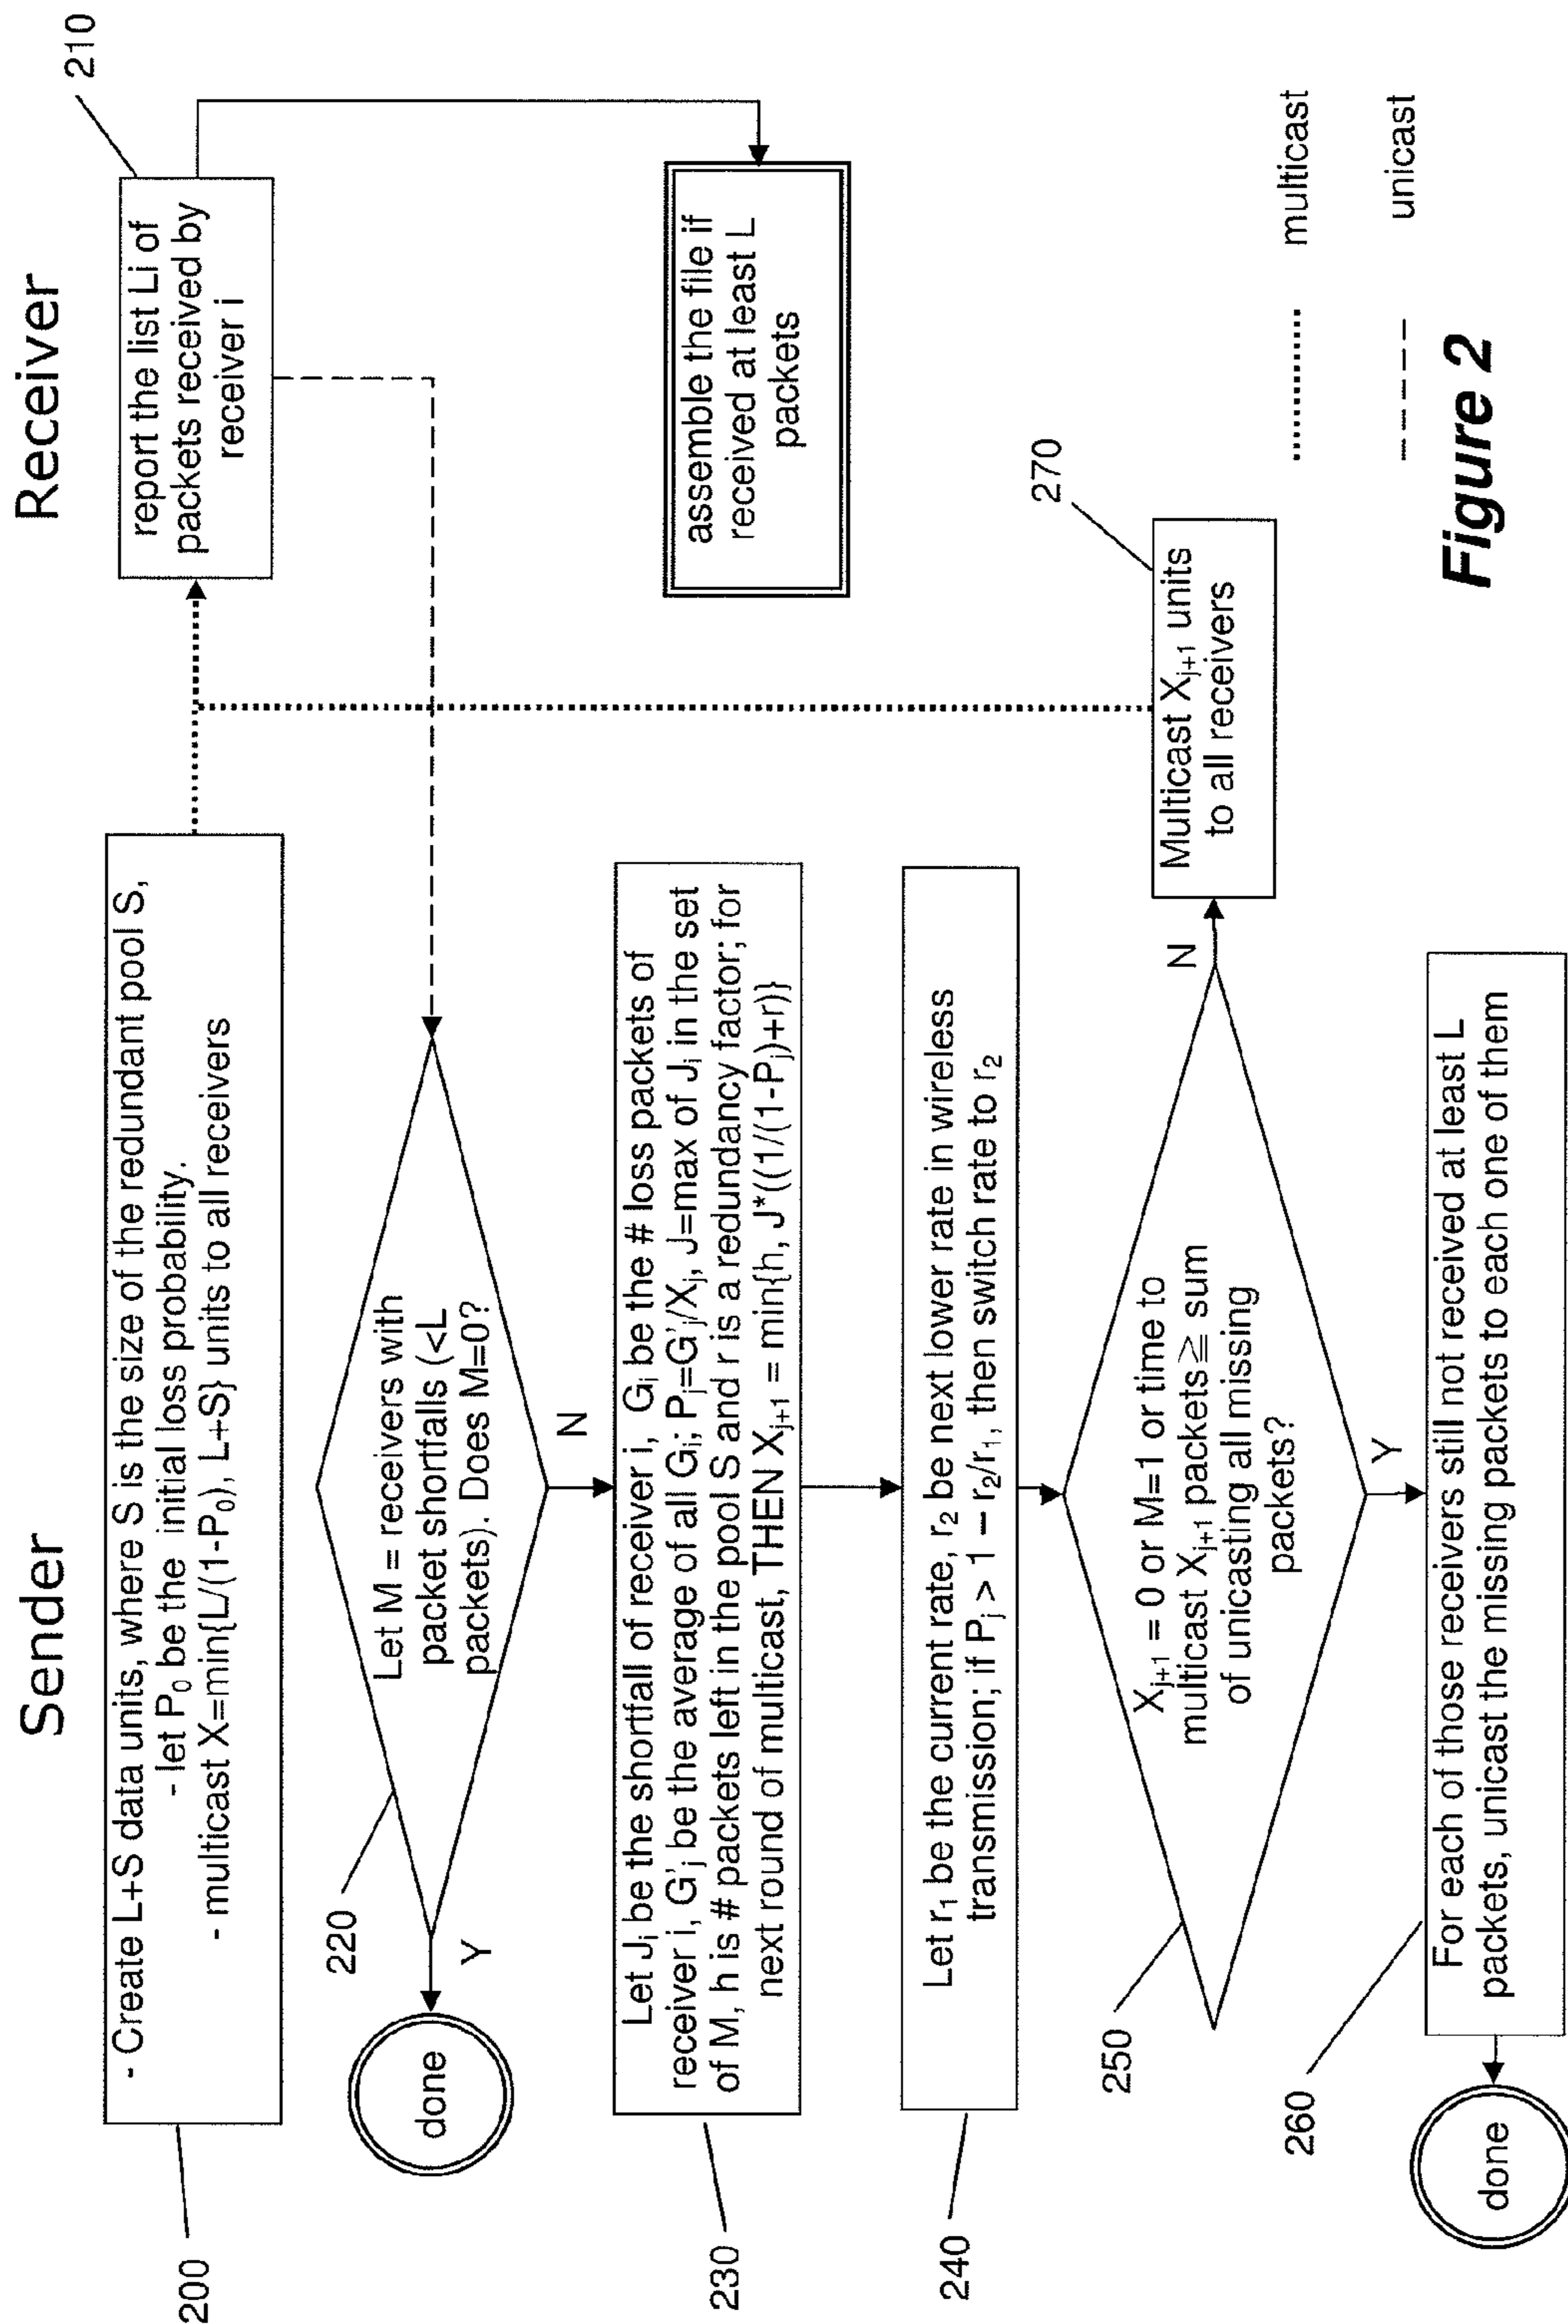 Sender
Receiver
200
- Create L+S data units, where S is the size of the redundant pool S,
- let P₀ be the initial loss probability.
- multicast X=min{L/(1-P₀), L+S} units to all receivers
210
report the list Li of
packets received by
receiver i
220
Let M = receivers with
packet shortfalls (<L
packets). Does M=0?
Y
done
N
assemble the file if
received at least L
packets
230
Let Jᵢ be the shortfall of receiver i, Gᵢ be the # loss packets of
receiver i, G'ⱼ be the average of all Gᵢ; Pⱼ=G'ⱼ/Xⱼ, J=max of Jᵢ in the set
of M, h is # packets left in the pool S and r is a redundancy factor; for
next round of multicast, THEN Xⱼ₊₁ = min{h, J*((1/(1-Pⱼ)+r)}
240
Let r₁ be the current rate, r₂ be next lower rate in wireless
transmission; if Pⱼ > 1 – r₂/r₁, then switch rate to r₂
250
Xⱼ₊₁ = 0 or M=1 or time to
multicast Xⱼ₊₁ packets ≧ sum
of unicasting all missing
packets?
N
Y
270
Multicast Xⱼ₊₁ units
to all receivers
260
For each of those receivers still not received at least L
packets, unicast the missing packets to each one of them
done
multicast
unicast
Figure 2